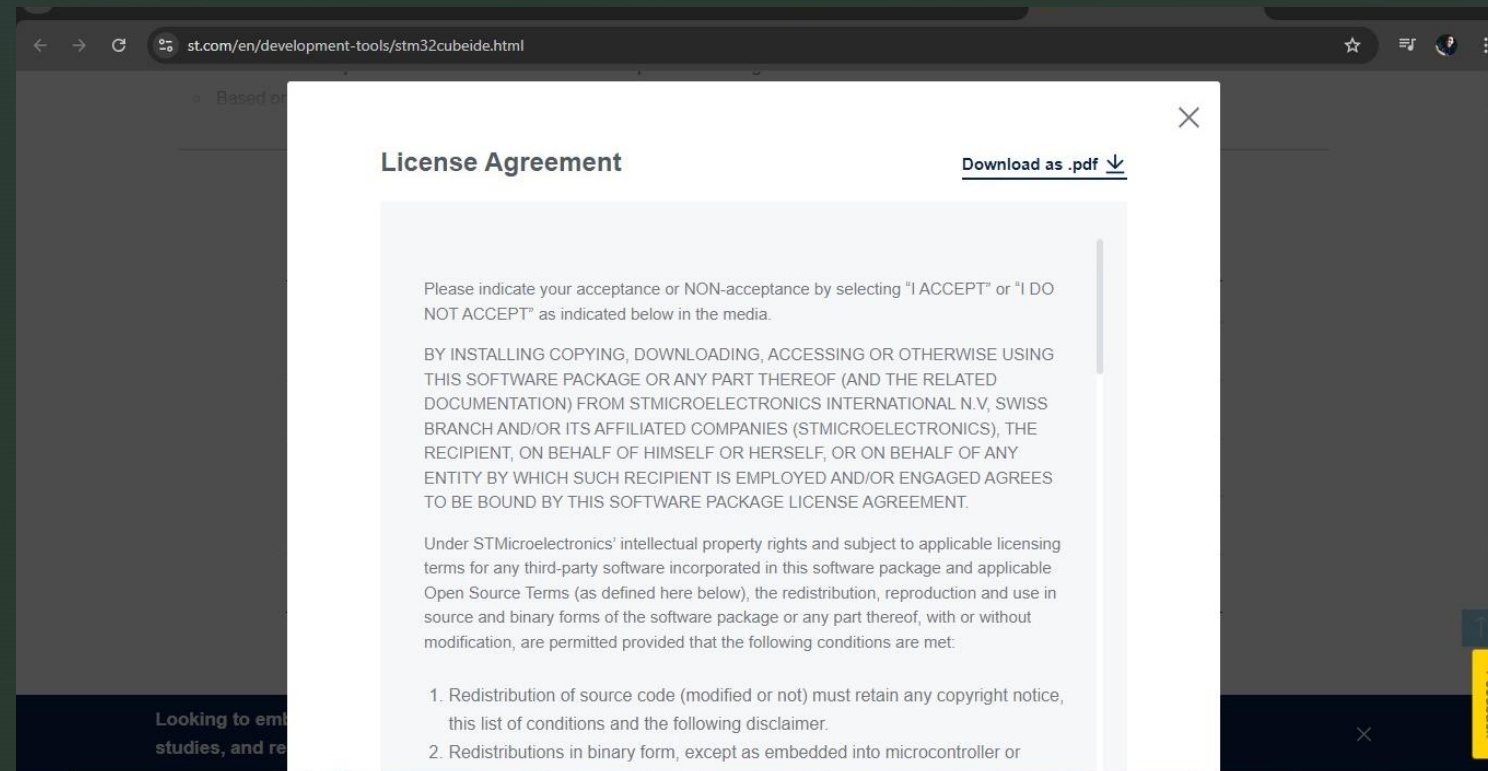 st.com/en/development-tools/stm32cubeide.html
Based on
License Agreement
Download as .pdf
Please indicate your acceptance or NON-acceptance by selecting “I ACCEPT” or “I DO
NOT ACCEPT” as indicated below in the media.
BY INSTALLING COPYING, DOWNLOADING, ACCESSING OR OTHERWISE USING
THIS SOFTWARE PACKAGE OR ANY PART THEREOF (AND THE RELATED
DOCUMENTATION) FROM STMICROELECTRONICS INTERNATIONAL N.V, SWISS
BRANCH AND/OR ITS AFFILIATED COMPANIES (STMICROELECTRONICS), THE
RECIPIENT, ON BEHALF OF HIMSELF OR HERSELF, OR ON BEHALF OF ANY
ENTITY BY WHICH SUCH RECIPIENT IS EMPLOYED AND/OR ENGAGED AGREES
TO BE BOUND BY THIS SOFTWARE PACKAGE LICENSE AGREEMENT.
Under STMicroelectronics’ intellectual property rights and subject to applicable licensing
terms for any third-party software incorporated in this software package and applicable
Open Source Terms (as defined here below), the redistribution, reproduction and use in
source and binary forms of the software package or any part thereof, with or without
modification, are permitted provided that the following conditions are met:
1. Redistribution of source code (modified or not) must retain any copyright notice,
this list of conditions and the following disclaimer.
2. Redistributions in binary form, except as embedded into microcontroller or
Looking to emb
studies, and re